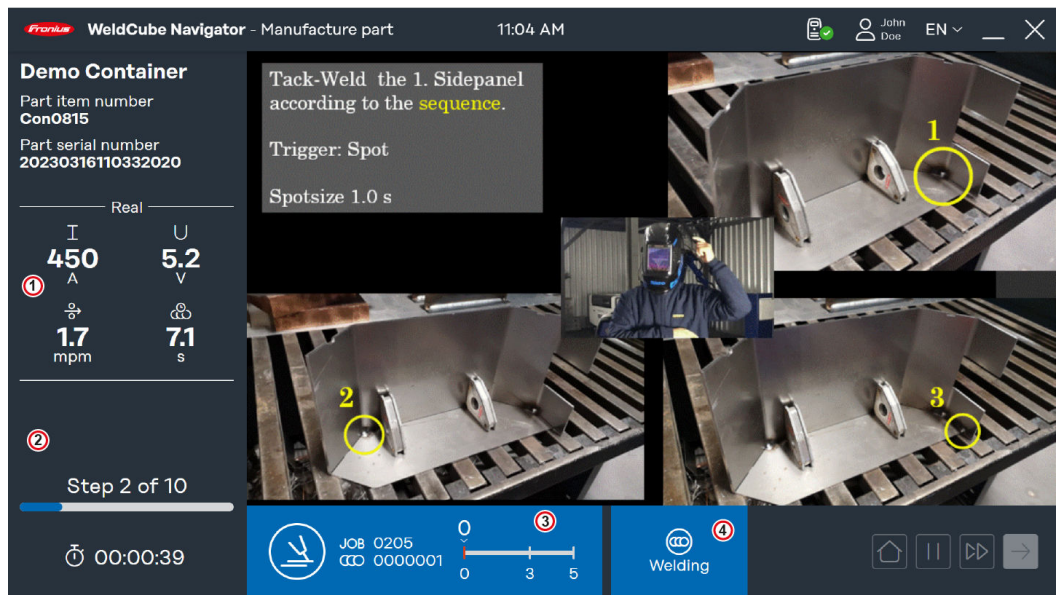 Fronius WeldCube Navigator - Manufacture part 11:04 AM John Doe EN
Demo Container
Part item number
Con0815
Part serial number
20230316110332020
Real
I U
450 5.2
A V
1
1.7 7.1
mpm s
2
Step 2 of 10
00:00:39
Tack-Weld the 1. Sidepanel
according to the sequence.
Trigger: Spot
Spotsize 1.0 s
1
2
3
JOB 0205
0000001
0
0 3 5
3
Welding
4